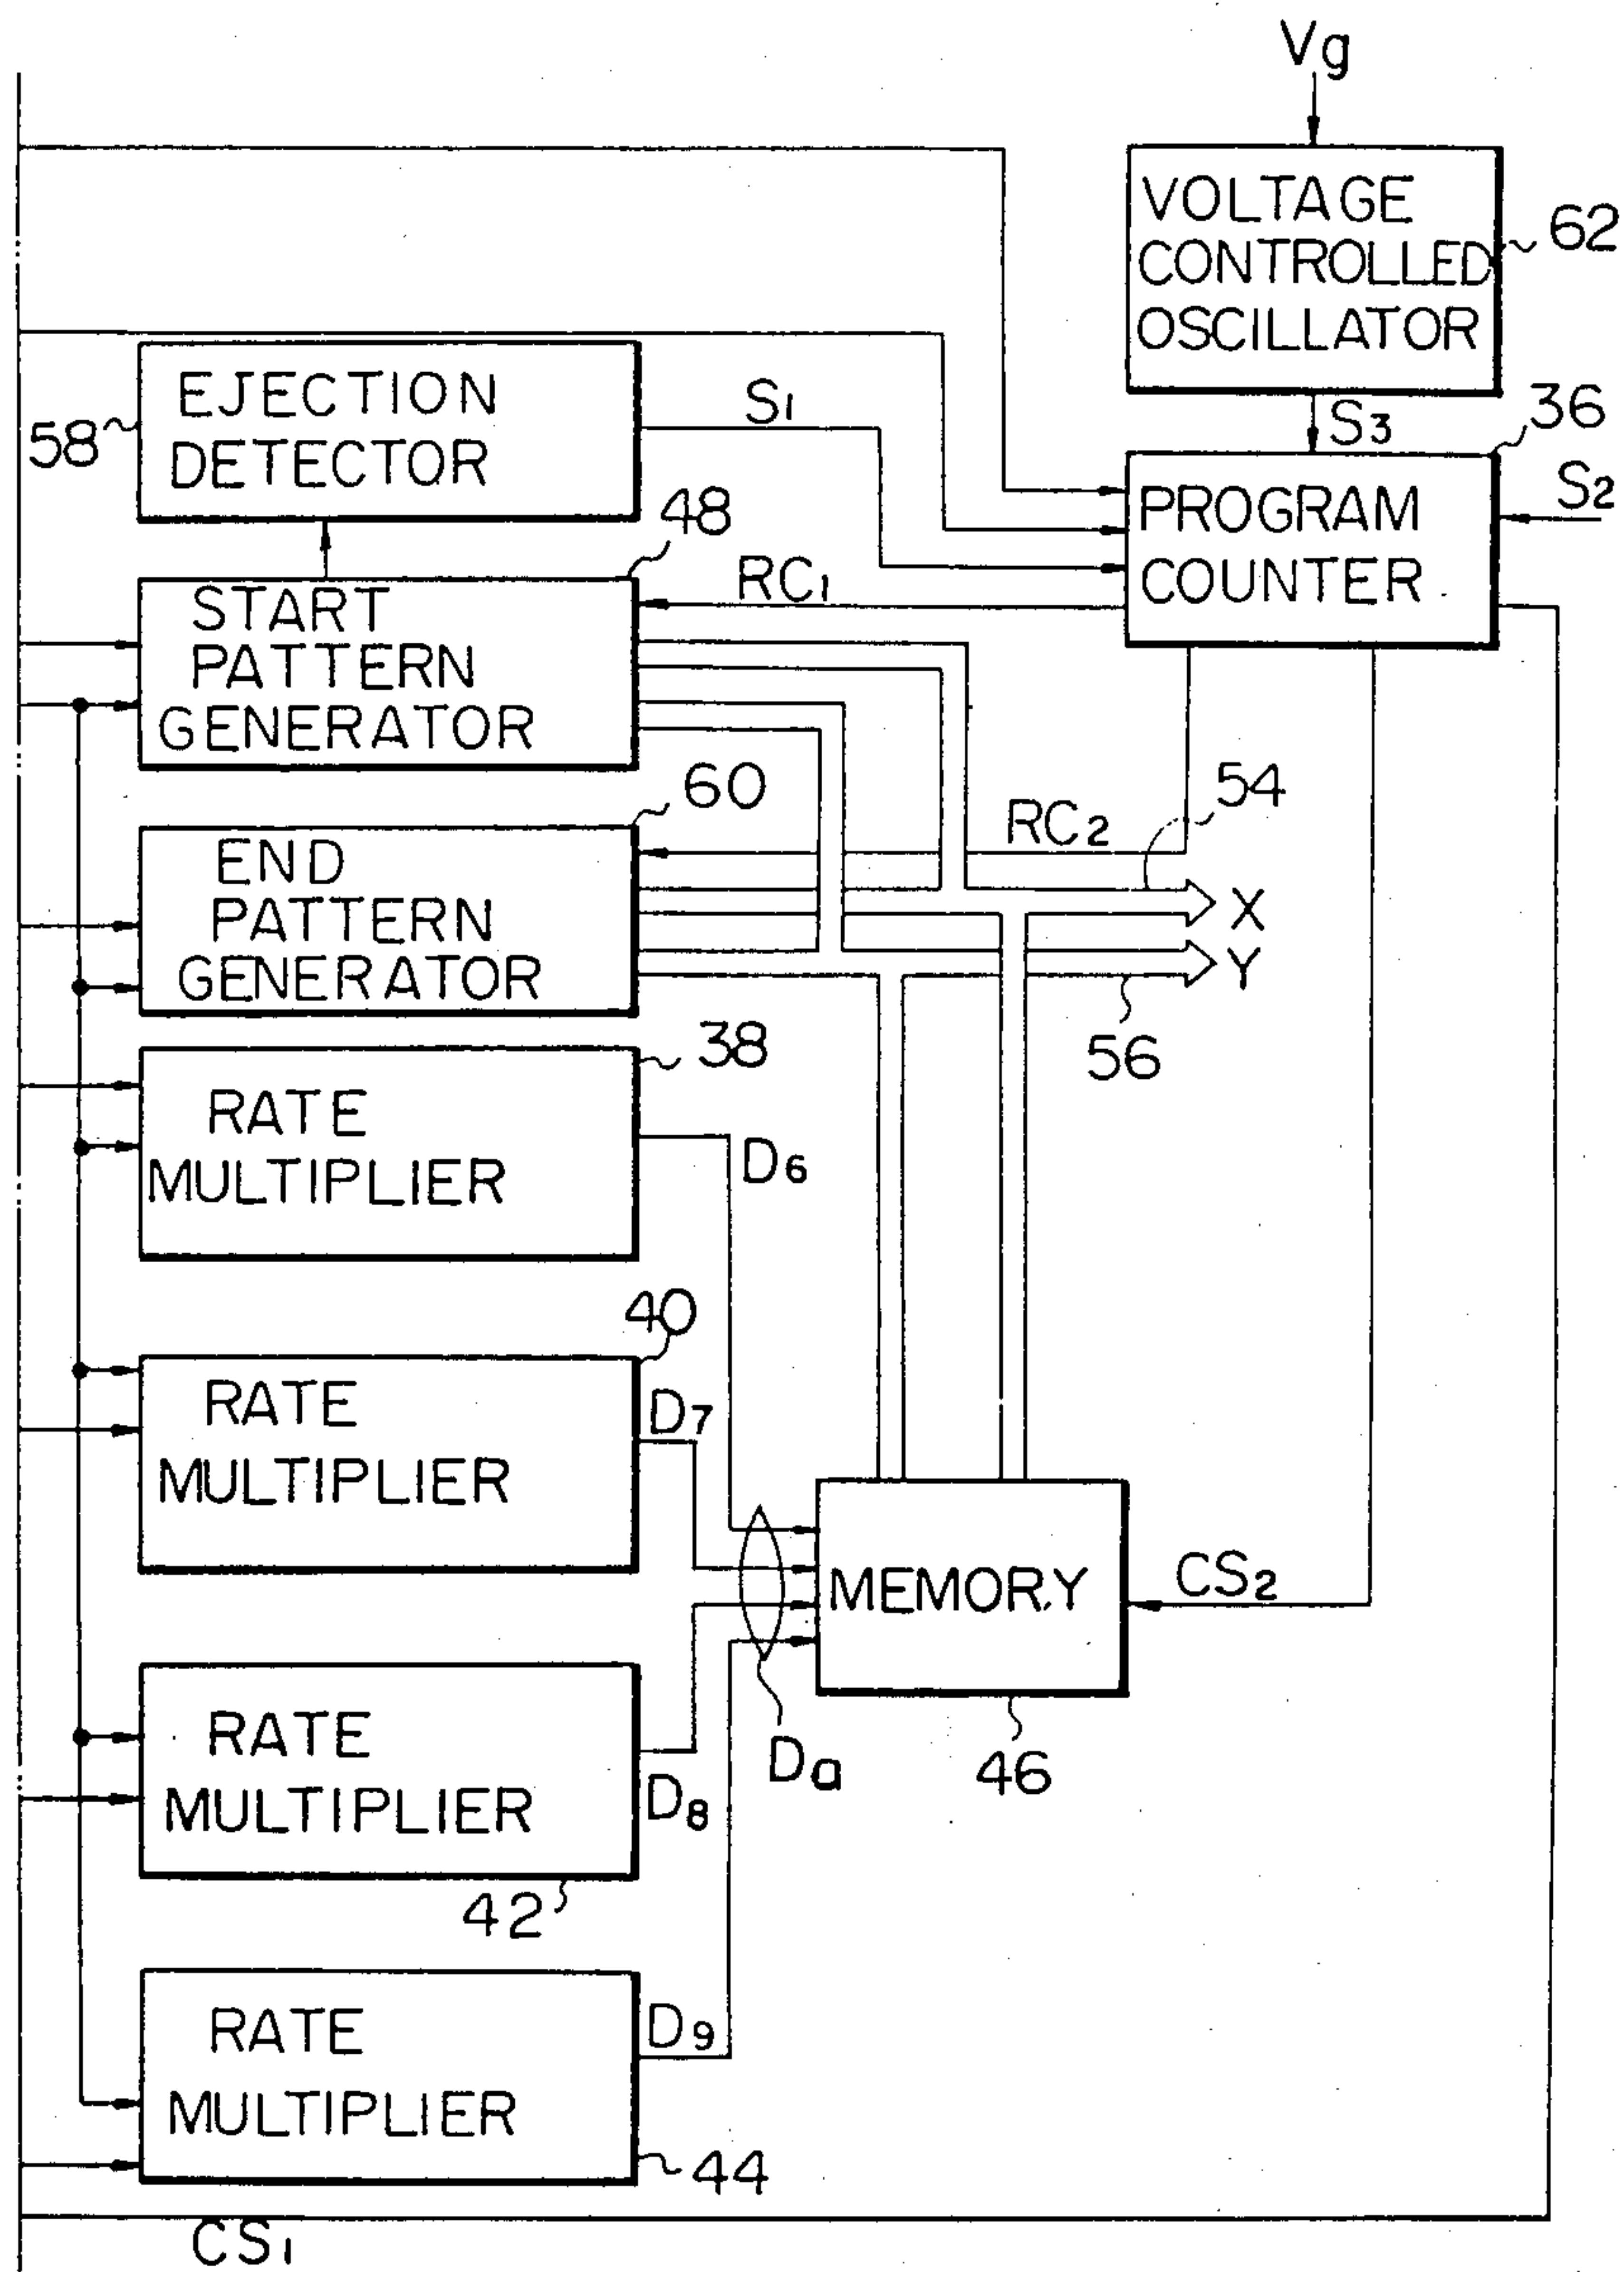 Vg
VOLTAGE
CONTROLLED
OSCILLATOR
62
EJECTION
DETECTOR
58
S1
S3
36
PROGRAM
COUNTER
S2
48
RC1
START
PATTERN
GENERATOR
60
54
RC2
END
PATTERN
GENERATOR
X
Y
56
38
RATE
MULTIPLIER
D6
40
RATE
MULTIPLIER
D7
MEMORY
CS2
46
Da
RATE
MULTIPLIER
D8
42
RATE
MULTIPLIER
D9
44
CS1